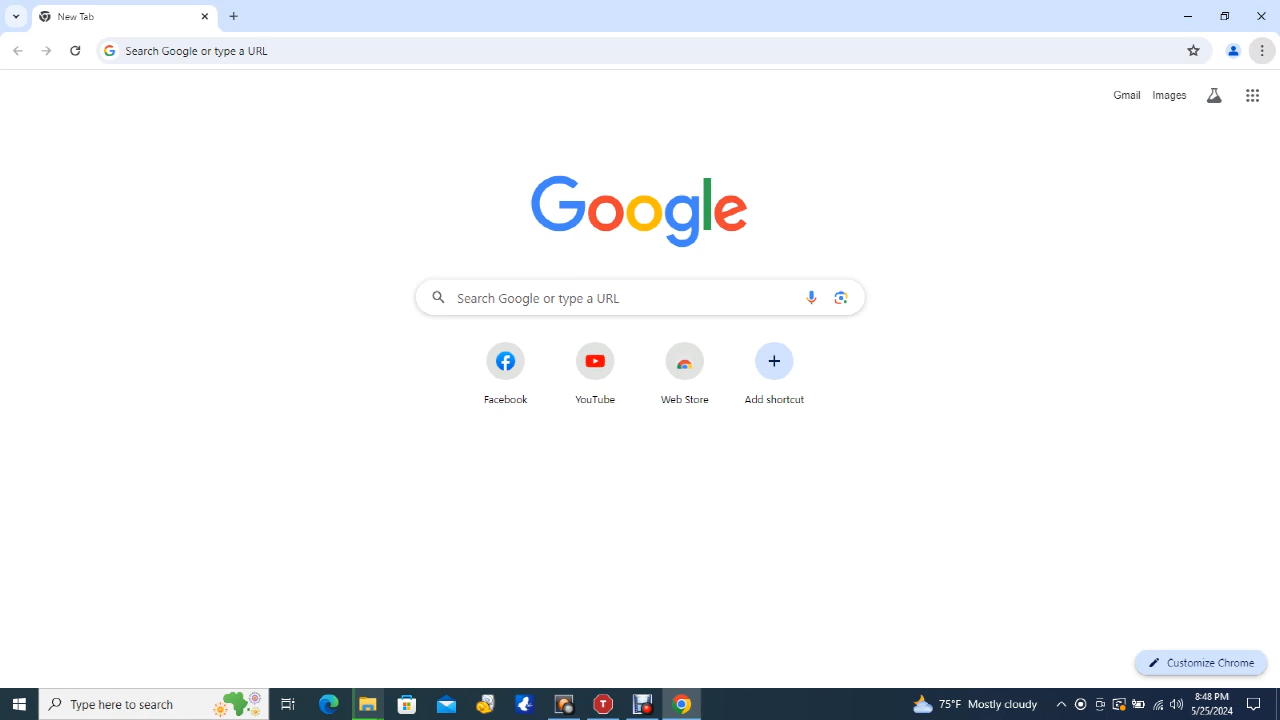 New Tab
Search Google or type a URL
Gmail Images
Google
Search Google or type a URL
Facebook YouTube Web Store Add shortcut
Customize Chrome
Type here to search
T
75°F Mostly cloudy
8:48 PM
5/25/2024